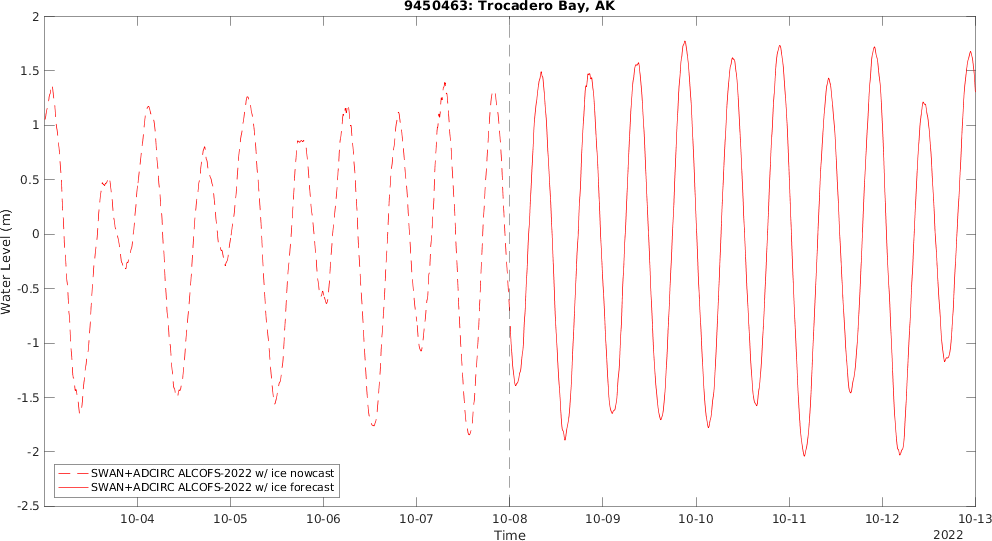 9450463: Trocadero Bay, AK
2
1.5
1
0.5
0
-0.5
-1
-1.5
-2
-2.5
Water Level (m)
SWAN+ADCIRC ALCOFS-2022 w/ ice nowcast
SWAN+ADCIRC ALCOFS-2022 w/ ice forecast
10-04 10-05 10-06 10-07 10-08 10-09 10-10 10-11 10-12 10-13
Time
2022